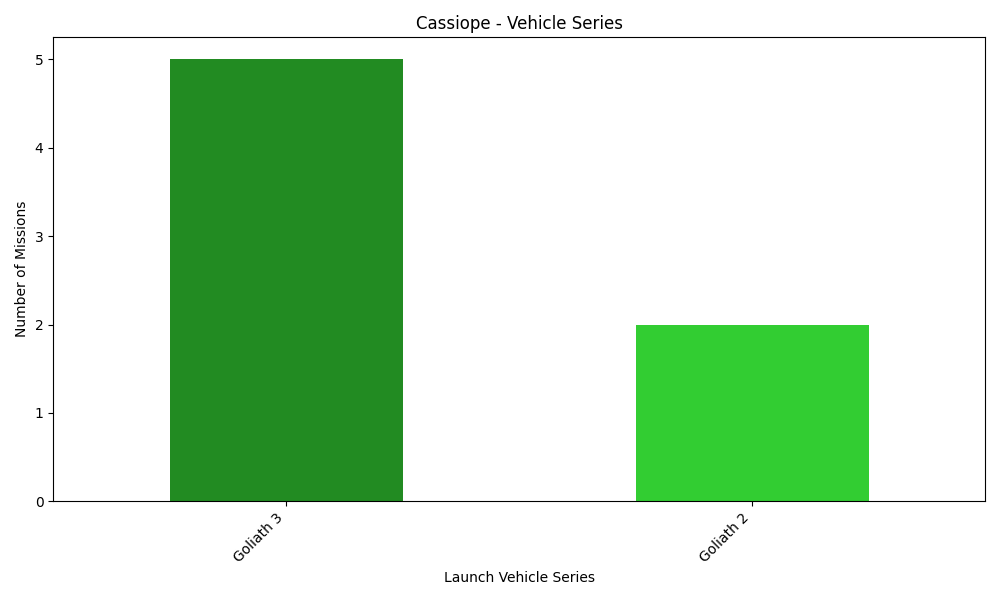 Cassiope - Vehicle Series
Number of Missions
5
4
3
2
1
0
Goliath 3
Goliath 2
Launch Vehicle Series